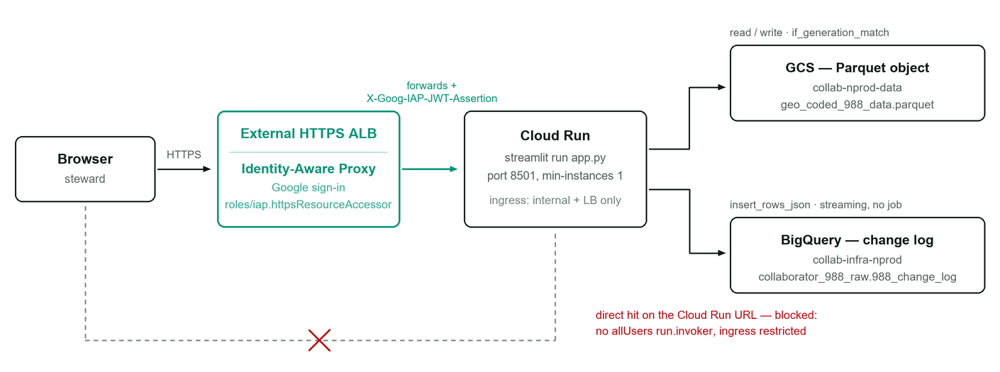 Browser
steward
HTTPS
External HTTPS ALB
Identity-Aware Proxy
Google sign-in
roles/iap.httpsResourceAccessor
forwards +
X-Goog-IAP-JWT-Assertion
Cloud Run
streamlit run app.py
port 8501, min-instances 1
ingress: internal + LB only
read / write · if_generation_match
GCS — Parquet object
collab-nprod-data
geo_coded_988_data.parquet
insert_rows_json · streaming, no job
BigQuery — change log
collab-infra-nprod
collaborator_988_raw.988_change_log
direct hit on the Cloud Run URL — blocked:
no allUsers run.invoker, ingress restricted